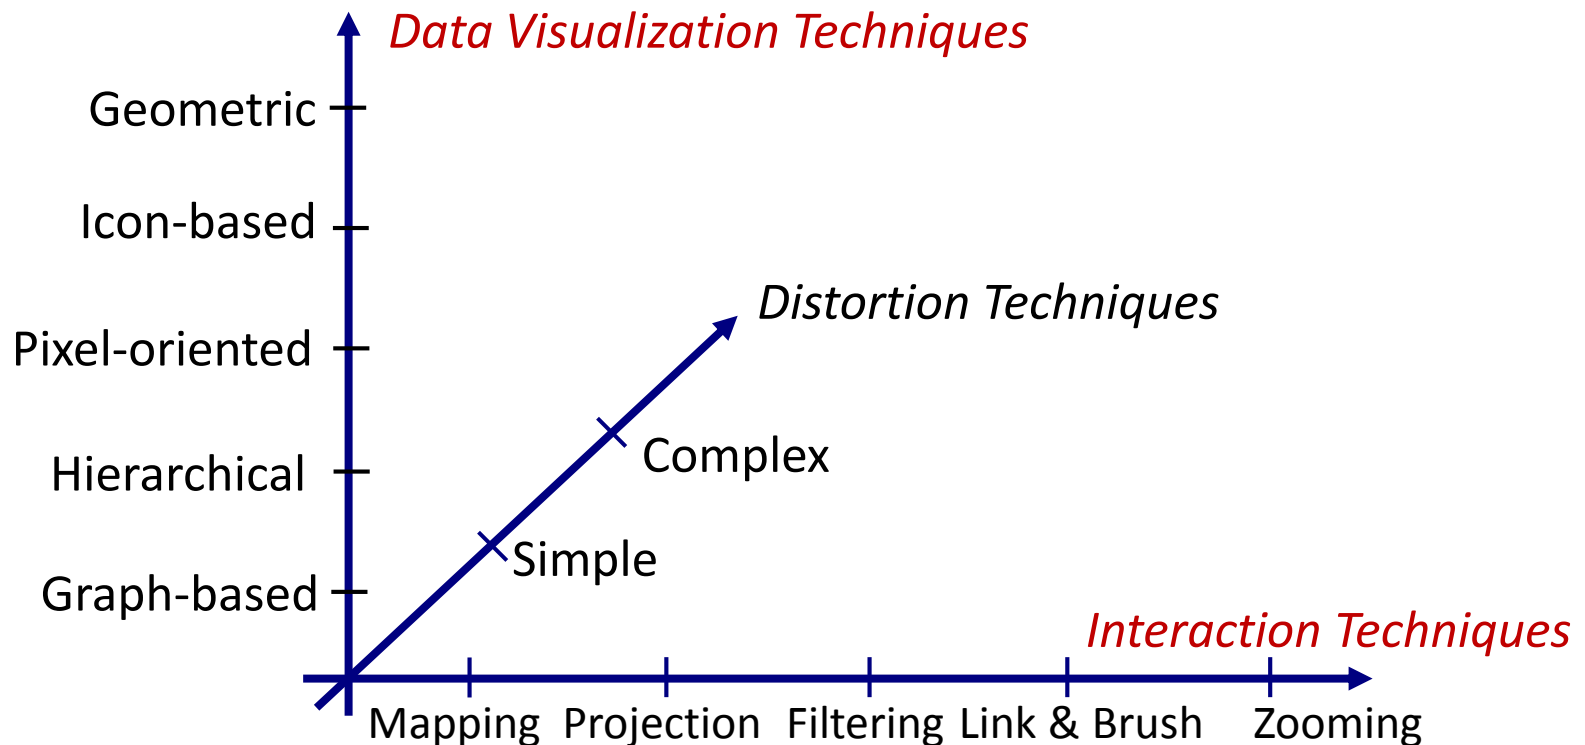 Data Visualization Techniques
Geometric
Icon-based
Distortion Techniques
Pixel-oriented
Complex
Hierarchical
Simple
Graph-based
Interaction Techniques
Mapping Projection Filtering Link & Brush Zooming